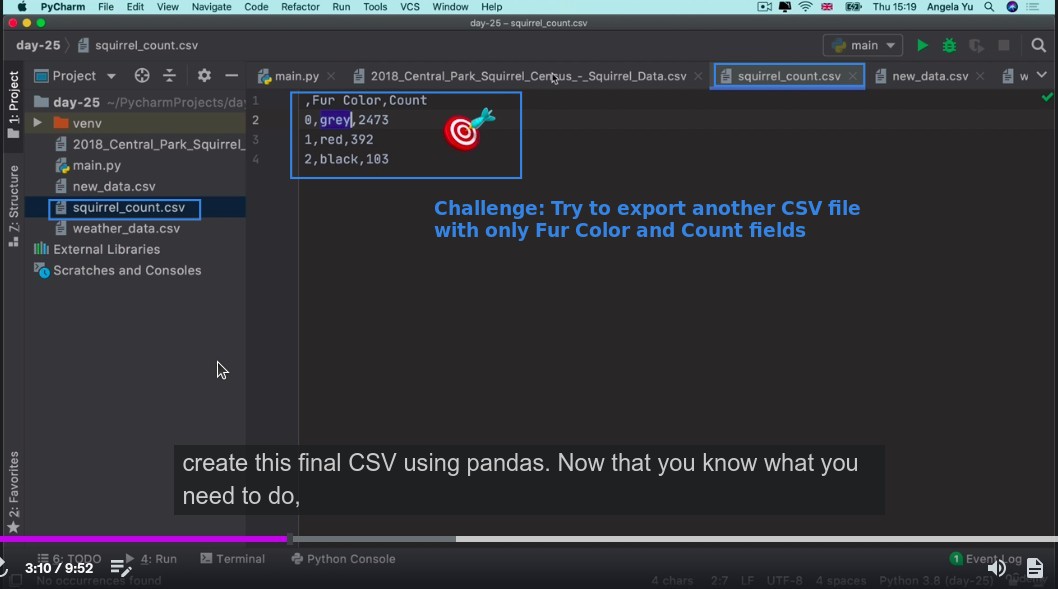 PyCharm File Edit View Navigate Code Refactor Run Tools VCS Window Help Thu 15:19 Angela Yu
day-25 – squirrel_count.csv
day-25 squirrel_count.csv main
1: Project
Project
main.py 2018_Central_Park_Squirrel_Census_-_Squirrel_Data.csv squirrel_count.csv new_data.csv w
day-25 ~/PycharmProjects/da
venv
2018_Central_Park_Squirrel_
main.py
new_data.csv
squirrel_count.csv
weather_data.csv
External Libraries
Scratches and Consoles
7: Structure
2: Favorites
1 ,Fur Color,Count
2 0,grey,2473
3 1,red,392
4 2,black,103
Challenge: Try to export another CSV file
with only Fur Color and Count fields
create this final CSV using pandas. Now that you know what you
need to do,
6: TODO 4: Run Terminal Python Console 1 Event Log
3:10 / 9:52
No occurrences found 4 chars 2:7 LF UTF-8 4 spaces Python 3.8 (day-25)